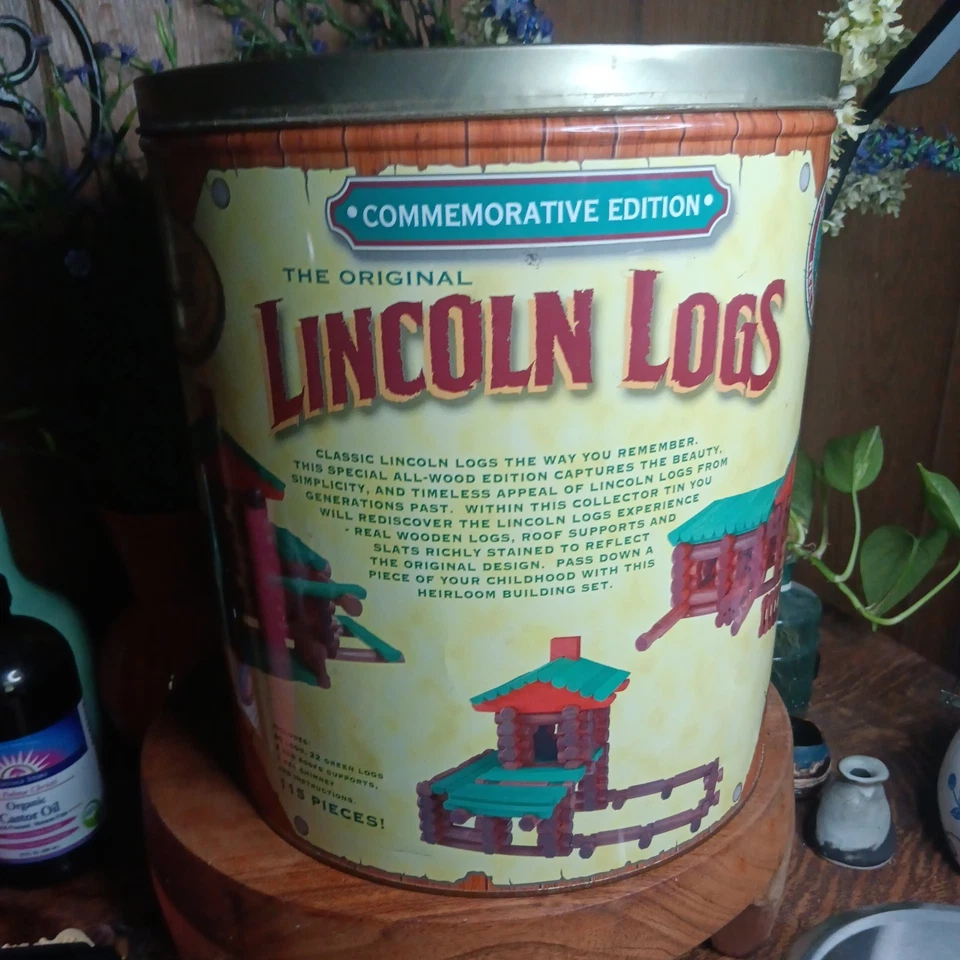 COMMEMORATIVE EDITION
THE ORIGINAL
LINCOLN LOGS
CLASSIC LINCOLN LOGS THE WAY YOU REMEMBER.
THIS SPECIAL ALL-WOOD EDITION CAPTURES THE BEAUTY,
SIMPLICITY, AND TIMELESS APPEAL OF LINCOLN LOGS FROM
GENERATIONS PAST. WITHIN THIS COLLECTOR TIN YOU
WILL REDISCOVER THE LINCOLN LOGS EXPERIENCE
- REAL WOODEN LOGS, ROOF SUPPORTS AND
SLATS RICHLY STAINED TO REFLECT
THE ORIGINAL DESIGN. PASS DOWN A
PIECE OF YOUR CHILDHOOD WITH THIS
HEIRLOOM BUILDING SET.
22 GREEN LOGS
ROOFS SUPPORTS,
CHIMNEY
INSTRUCTIONS.
115 PIECES!
Organic
Castor Oil